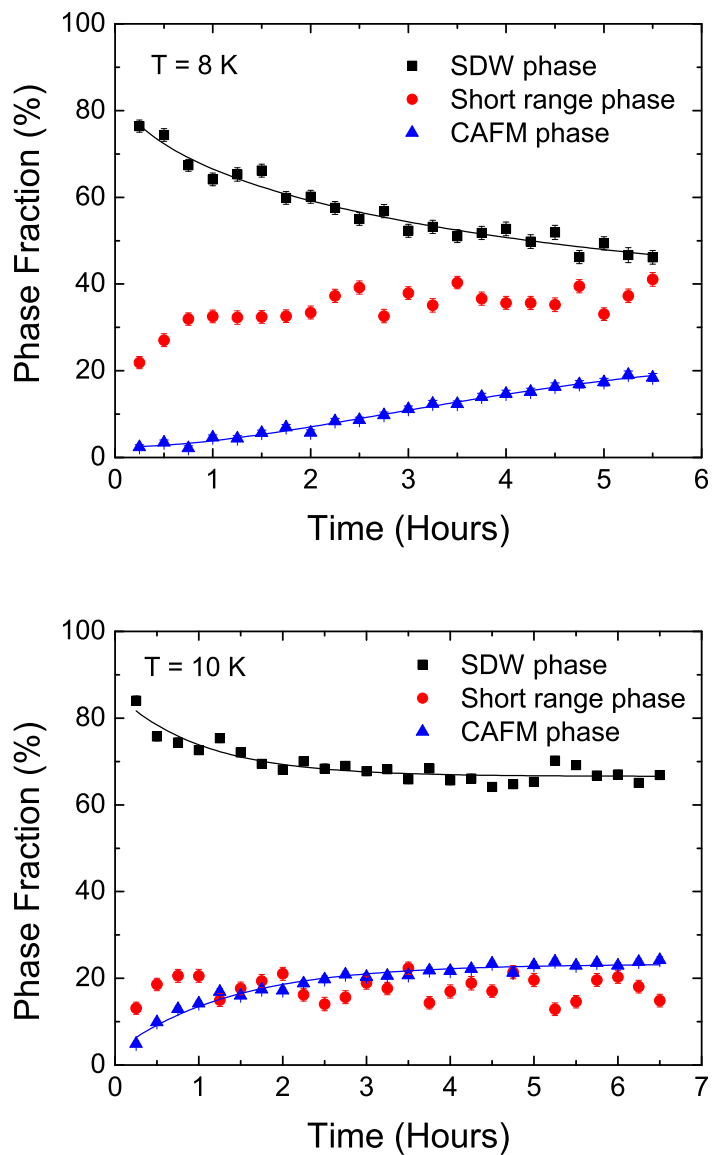 100
T = 8 K
SDW phase
Short range phase
CAFM phase
80
60
40
20
0
Phase Fraction (%)
0 1 2 3 4 5 6
Time (Hours)
100
T = 10 K
SDW phase
Short range phase
CAFM phase
80
60
40
20
0
Phase Fraction (%)
0 1 2 3 4 5 6 7
Time (Hours)